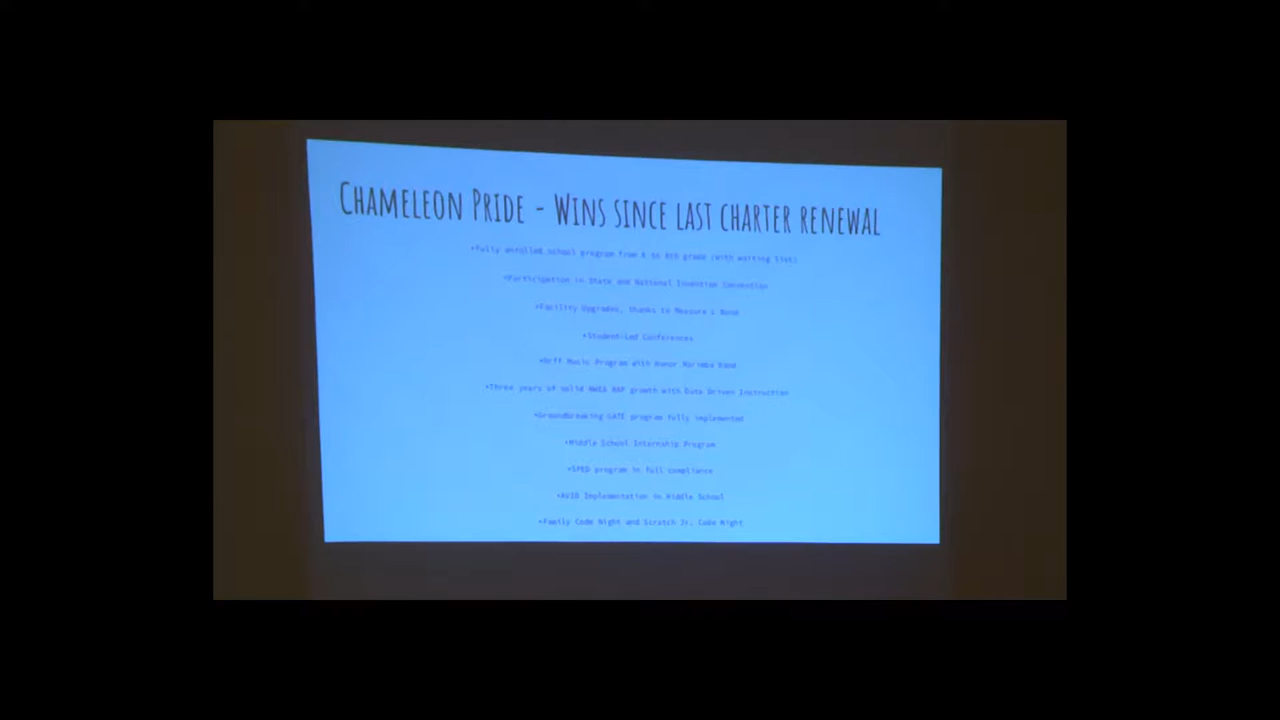 CHAMELEON PRIDE - WINS SINCE LAST CHARTER RENEWAL
•Fully enrolled school program from K to 8th grade (with waiting list)
•Participation in State and National Invention Convention
•Facility Upgrades, thanks to Measure L Bond
•Student-Led Conferences
•Orff Music Program with Honor Marimba Band
•Three years of solid NWEA MAP growth with Data Driven Instruction
•Groundbreaking GATE program fully implemented
•Middle School Internship Program
•SPED program in full compliance
•AVID Implementation in Middle School
•Family Code Night and Scratch Jr. Code Night